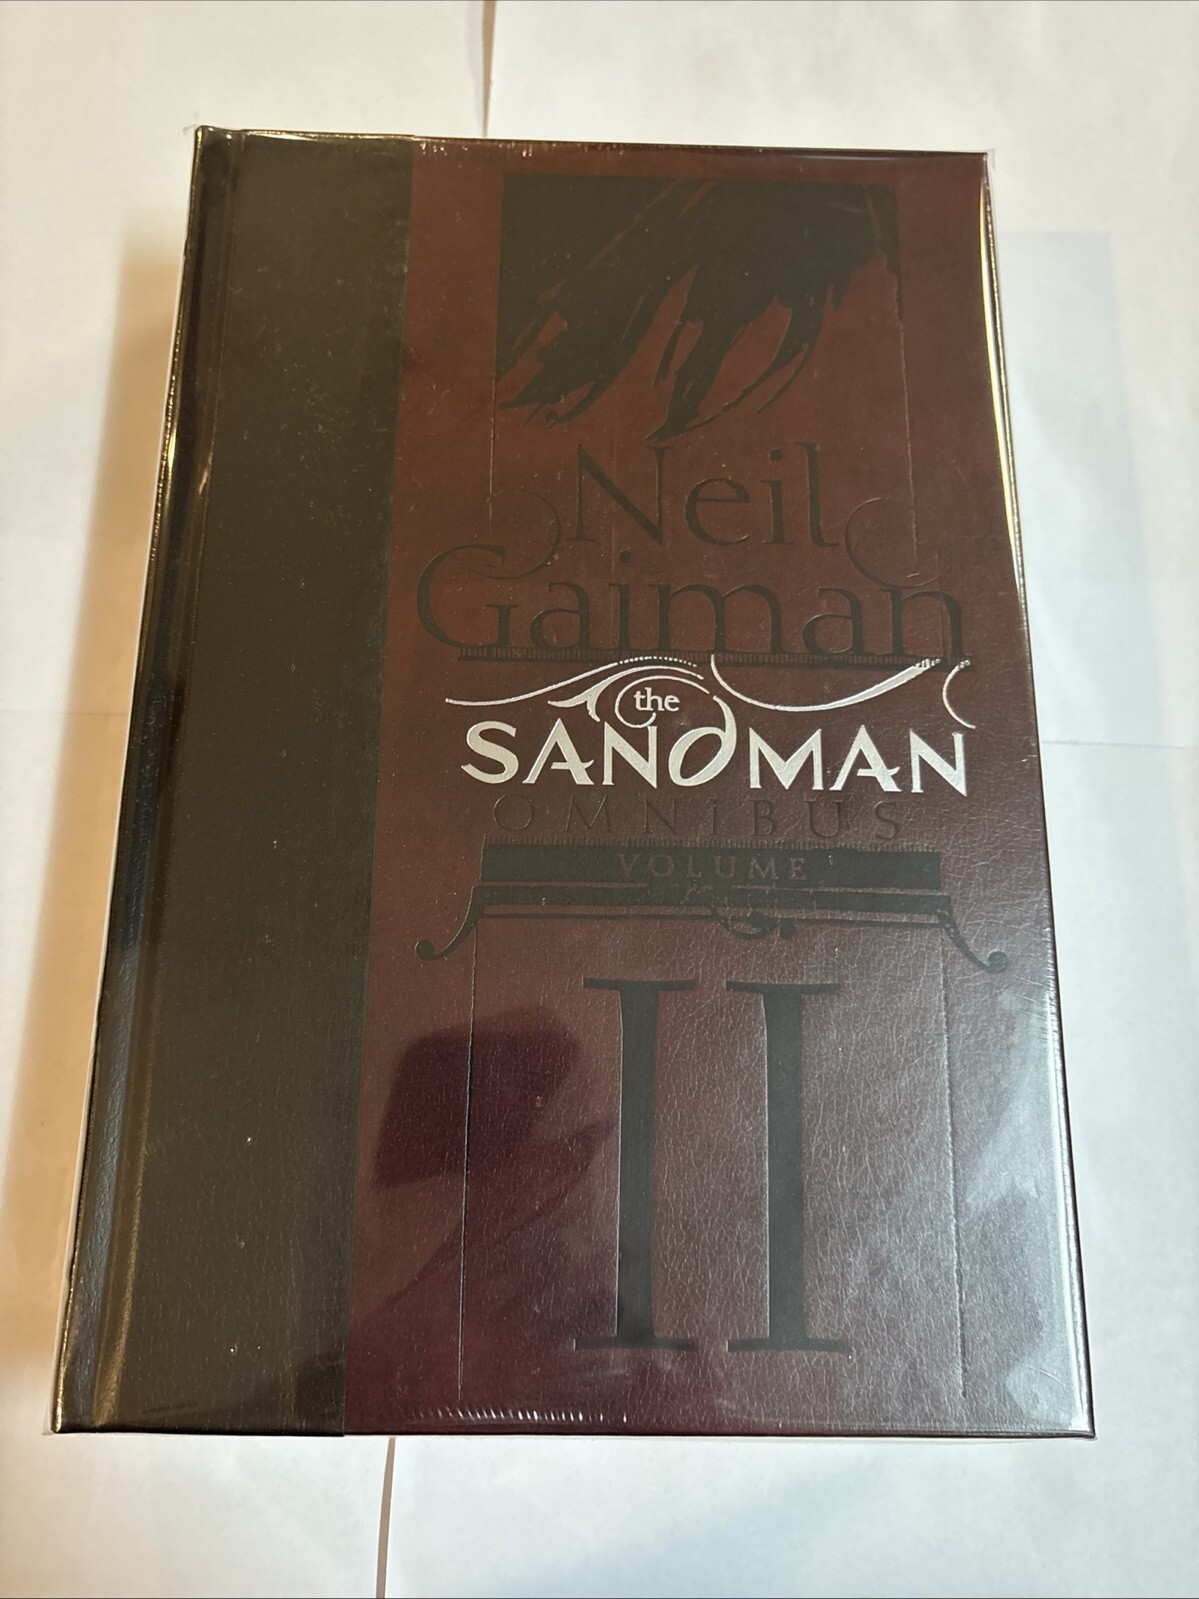 Neil
Gaiman
the
SANDMAN
OMNIBUS
VOLUME
II